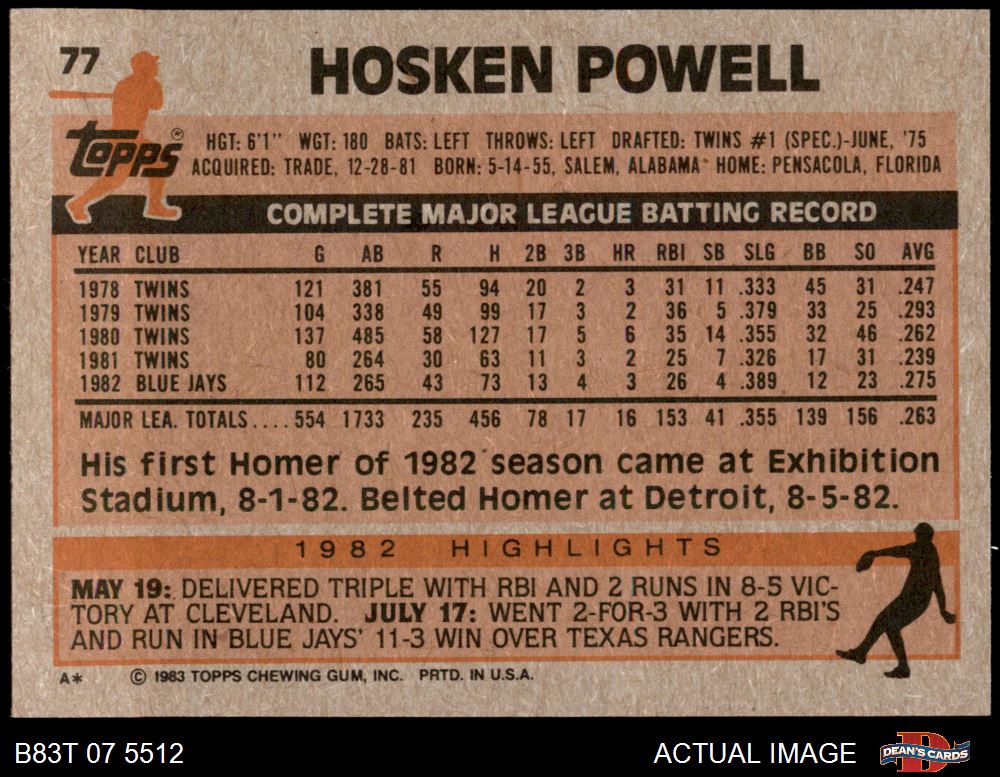 77
HOSKEN POWELL
Topps®
HGT: 6'1" WGT: 180 BATS: LEFT THROWS: LEFT DRAFTED: TWINS #1 (SPEC.)-JUNE, '75
ACQUIRED: TRADE, 12-28-81 BORN: 5-14-55, SALEM, ALABAMA HOME: PENSACOLA, FLORIDA
COMPLETE MAJOR LEAGUE BATTING RECORD
YEAR CLUB G AB R H 2B 3B HR RBI SB SLG BB SO AVG
1978 TWINS 121 381 55 94 20 2 3 31 11 .333 45 31 .247
1979 TWINS 104 338 49 99 17 3 2 36 5 .379 33 25 .293
1980 TWINS 137 485 58 127 17 5 6 35 14 .355 32 46 .262
1981 TWINS 80 264 30 63 11 3 2 25 7 .326 17 31 .239
1982 BLUE JAYS 112 265 43 73 13 4 3 26 4 .389 12 23 .275
MAJOR LEA. TOTALS....554 1733 235 456 78 17 16 153 41 .355 139 156 .263
His first Homer of 1982 season came at Exhibition
Stadium, 8-1-82. Belted Homer at Detroit, 8-5-82.
1982 HIGHLIGHTS
MAY 19: DELIVERED TRIPLE WITH RBI AND 2 RUNS IN 8-5 VIC-
TORY AT CLEVELAND. JULY 17: WENT 2-FOR-3 WITH 2 RBI'S
AND RUN IN BLUE JAYS' 11-3 WIN OVER TEXAS RANGERS.
A* © 1983 TOPPS CHEWING GUM, INC. PRTD. IN U.S.A.
B83T 07 5512 ACTUAL IMAGE DEAN'S CARDS